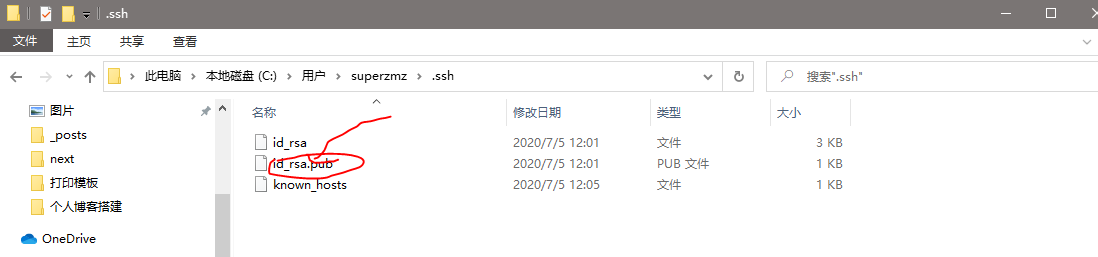 .ssh
文件 主页 共享 查看
此电脑 本地磁盘 (C:) 用户 superzmz .ssh 搜索".ssh"
图片
_posts
next
打印模板
个人博客搭建
OneDrive
名称 修改日期 类型 大小
id_rsa 2020/7/5 12:01 文件 3 KB
id_rsa.pub 2020/7/5 12:01 PUB 文件 1 KB
known_hosts 2020/7/5 12:05 文件 1 KB